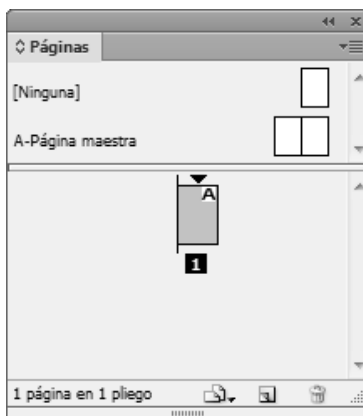 Páginas
[Ninguna]
A-Página maestra
A
1
1 página en 1 pliego